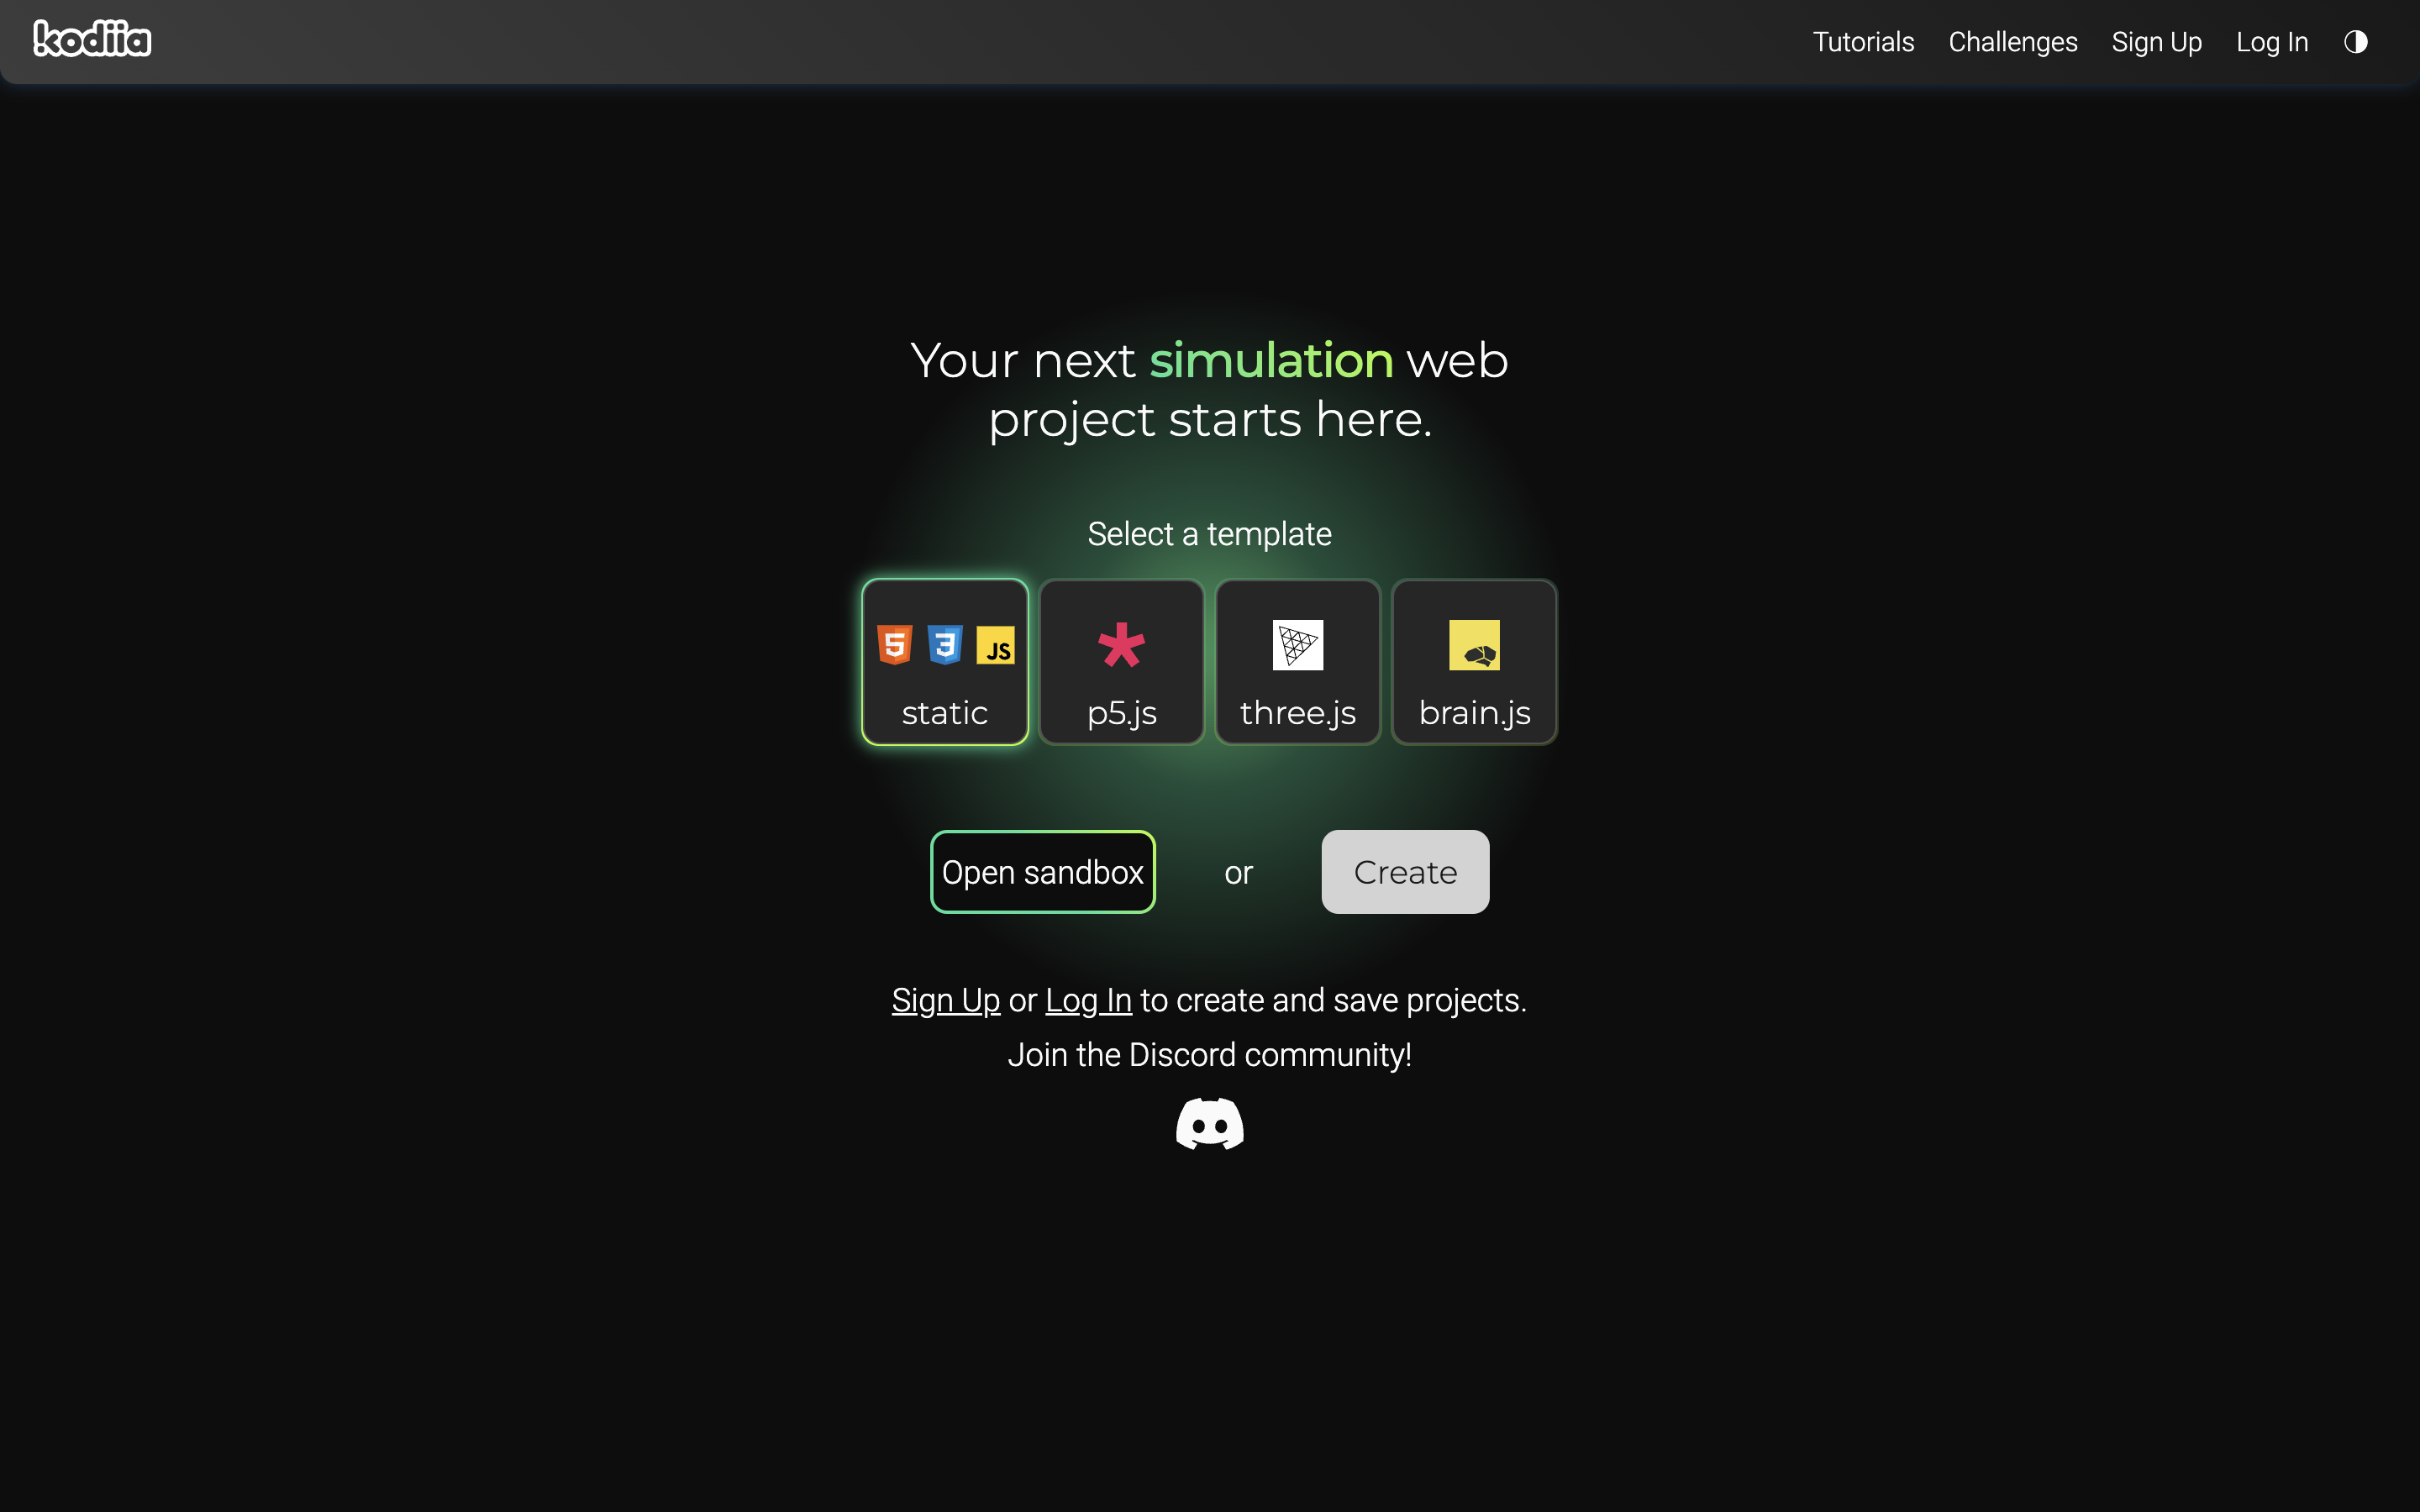 kodiia
Tutorials Challenges Sign Up Log In
Your next simulation web
project starts here.
Select a template
5 3 JS
static p5.js three.js brain.js
Open sandbox or Create
Sign Up or Log In to create and save projects.
Join the Discord community!